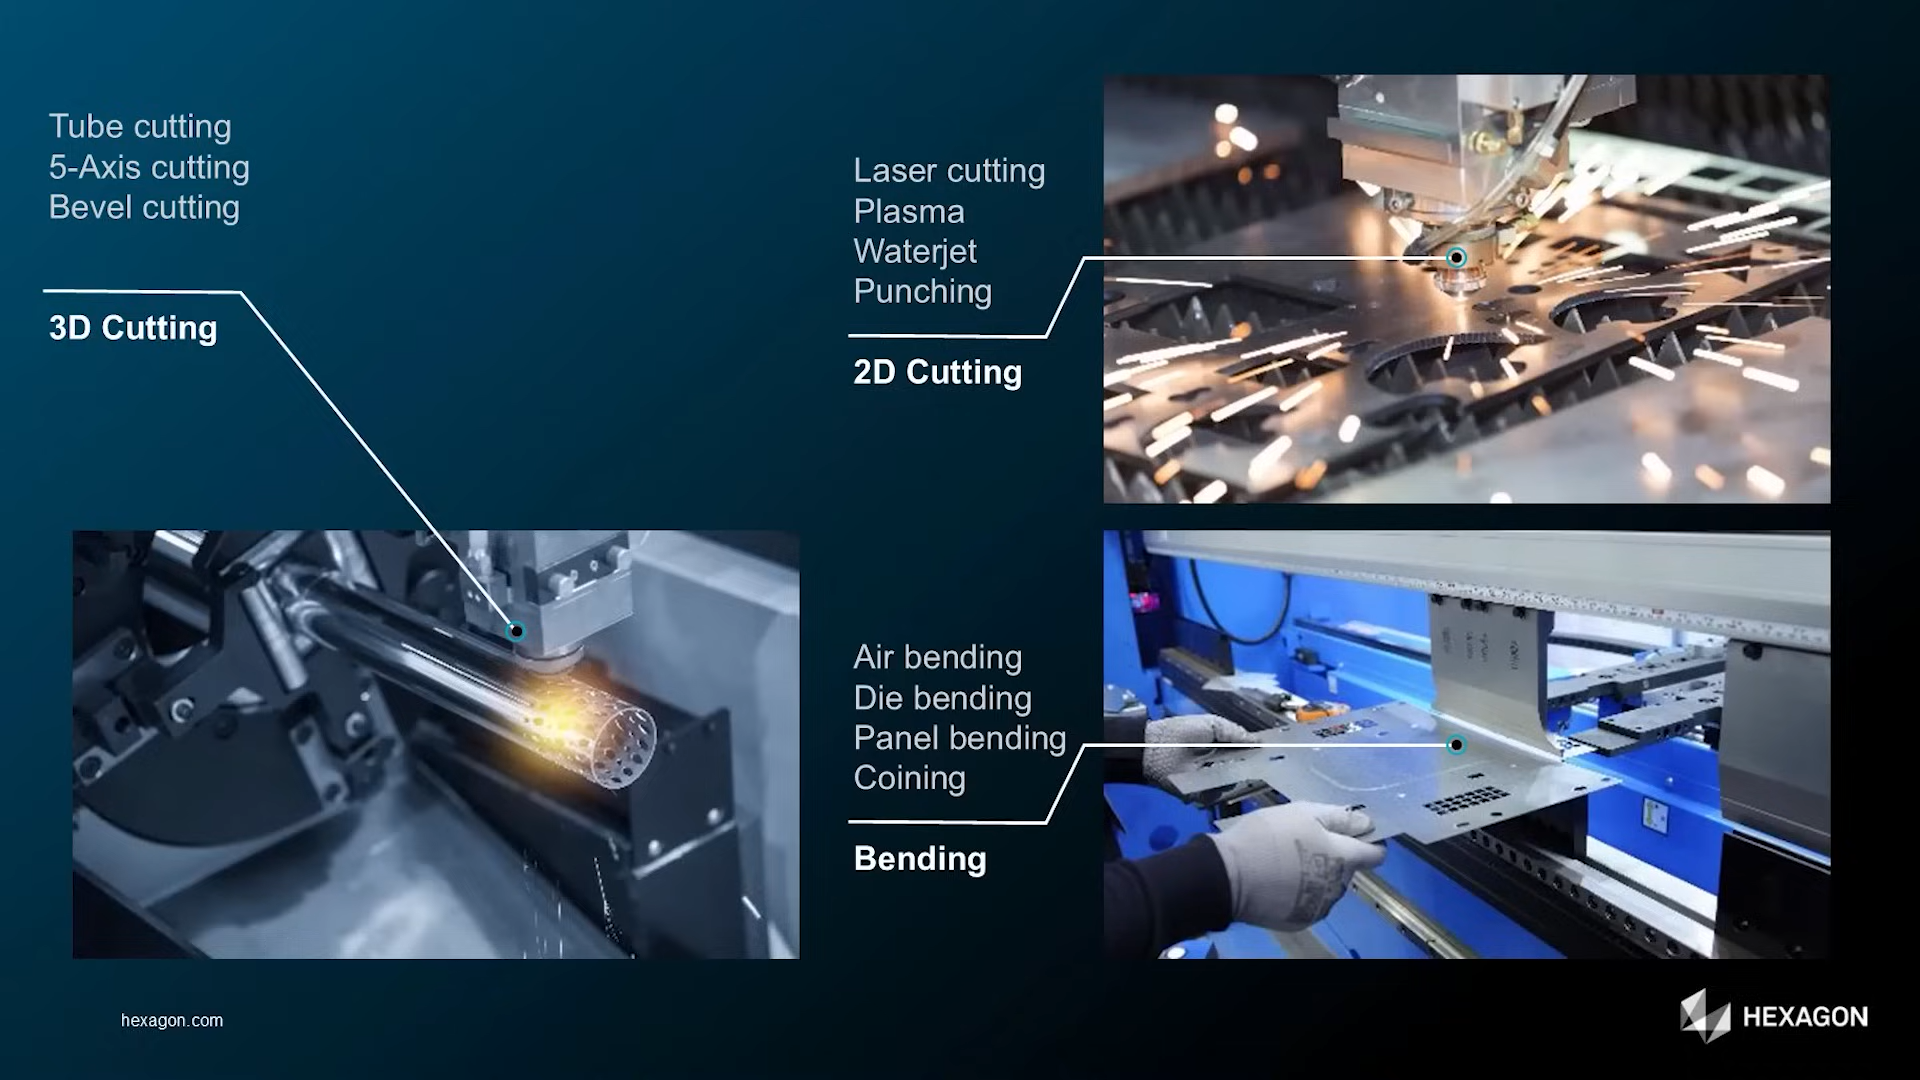 Tube cutting
5-Axis cutting
Bevel cutting
3D Cutting
Laser cutting
Plasma
Waterjet
Punching
2D Cutting
Air bending
Die bending
Panel bending
Coining
Bending
hexagon.com
HEXAGON